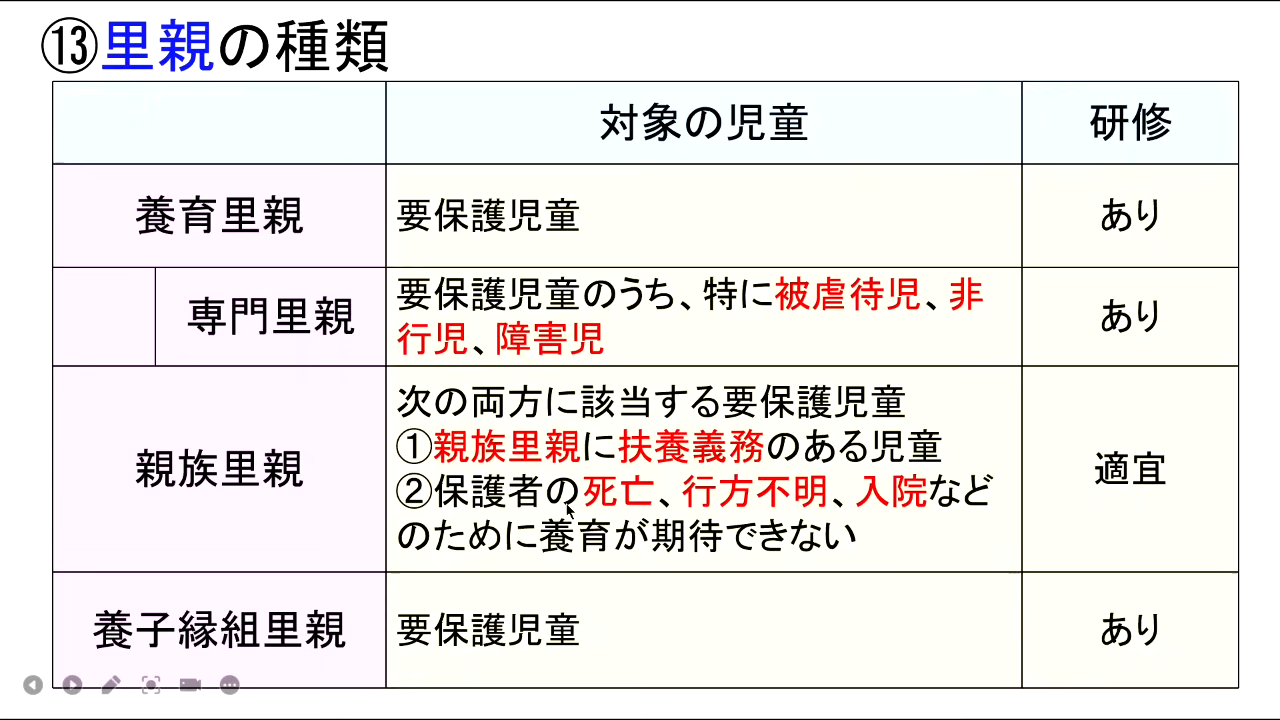 ⑬里親の種類
対象の児童
研修
養育里親
要保護児童
あり
専門里親
要保護児童のうち、特に被虐待児、非
行児、障害児
あり
親族里親
次の両方に該当する要保護児童
①親族里親に扶養義務のある児童
②保護者の死亡、行方不明、入院など
のために養育が期待できない
適宜
養子縁組里親
要保護児童
あり